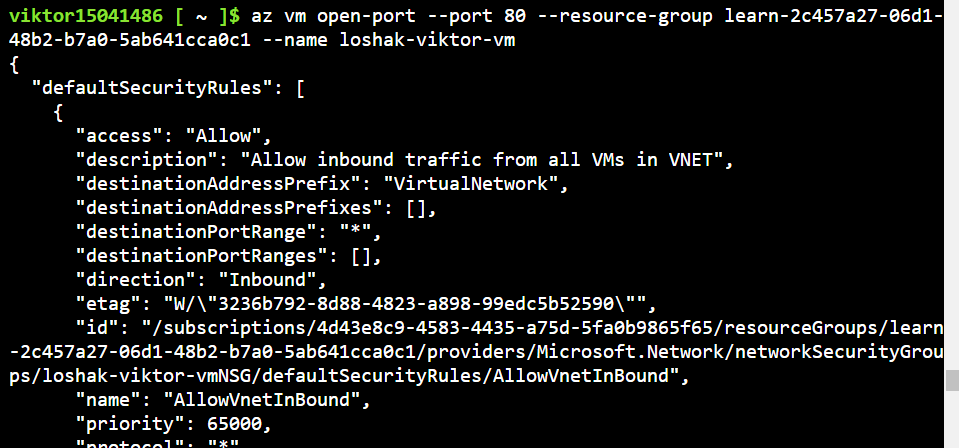 viktor15041486 [ ~ ]$ az vm open-port --port 80 --resource-group learn-2c457a27-06d1-
48b2-b7a0-5ab641cca0c1 --name loshak-viktor-vm
{
  "defaultSecurityRules": [
    {
      "access": "Allow",
      "description": "Allow inbound traffic from all VMs in VNET",
      "destinationAddressPrefix": "VirtualNetwork",
      "destinationAddressPrefixes": [],
      "destinationPortRange": "*",
      "destinationPortRanges": [],
      "direction": "Inbound",
      "etag": "W/\"3236b792-8d88-4823-a898-99edc5b52590\"",
      "id": "/subscriptions/4d43e8c9-4583-4435-a75d-5fa0b9865f65/resourceGroups/learn
-2c457a27-06d1-48b2-b7a0-5ab641cca0c1/providers/Microsoft.Network/networkSecurityGrou
ps/loshak-viktor-vmNSG/defaultSecurityRules/AllowVnetInBound",
      "name": "AllowVnetInBound",
      "priority": 65000,
      "protocol": "*"